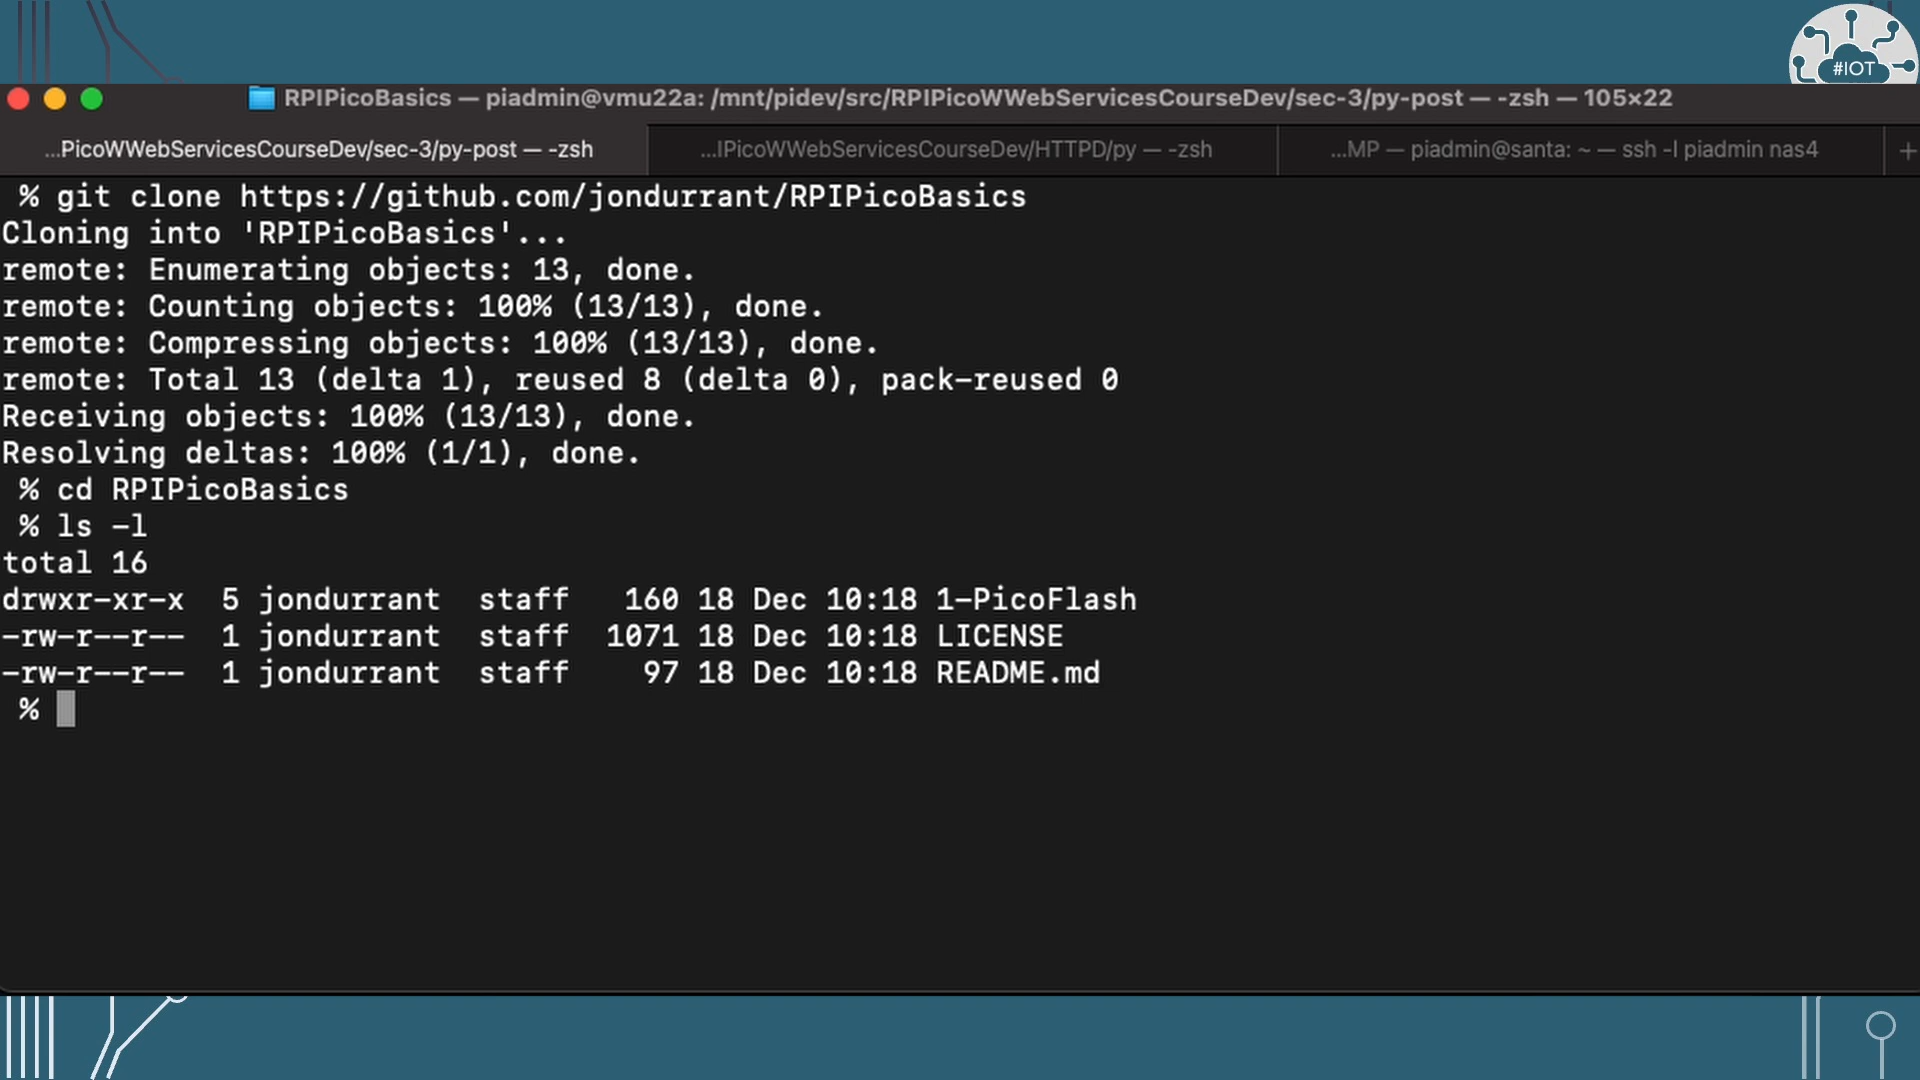 #IOT
RPIPicoBasics — piadmin@vmu22a: /mnt/pidev/src/RPIPicoWWebServicesCourseDev/sec-3/py-post — -zsh — 105×22
...PicoWWebServicesCourseDev/sec-3/py-post — -zsh ...IPicoWWebServicesCourseDev/HTTPD/py — -zsh ...MP — piadmin@santa: ~ — ssh -l piadmin nas4 +
% git clone https://github.com/jondurrant/RPIPicoBasics
Cloning into 'RPIPicoBasics'...
remote: Enumerating objects: 13, done.
remote: Counting objects: 100% (13/13), done.
remote: Compressing objects: 100% (13/13), done.
remote: Total 13 (delta 1), reused 8 (delta 0), pack-reused 0
Receiving objects: 100% (13/13), done.
Resolving deltas: 100% (1/1), done.
% cd RPIPicoBasics
% ls -l
total 16
drwxr-xr-x  5 jondurrant  staff   160 18 Dec 10:18 1-PicoFlash
-rw-r--r--  1 jondurrant  staff  1071 18 Dec 10:18 LICENSE
-rw-r--r--  1 jondurrant  staff    97 18 Dec 10:18 README.md
%